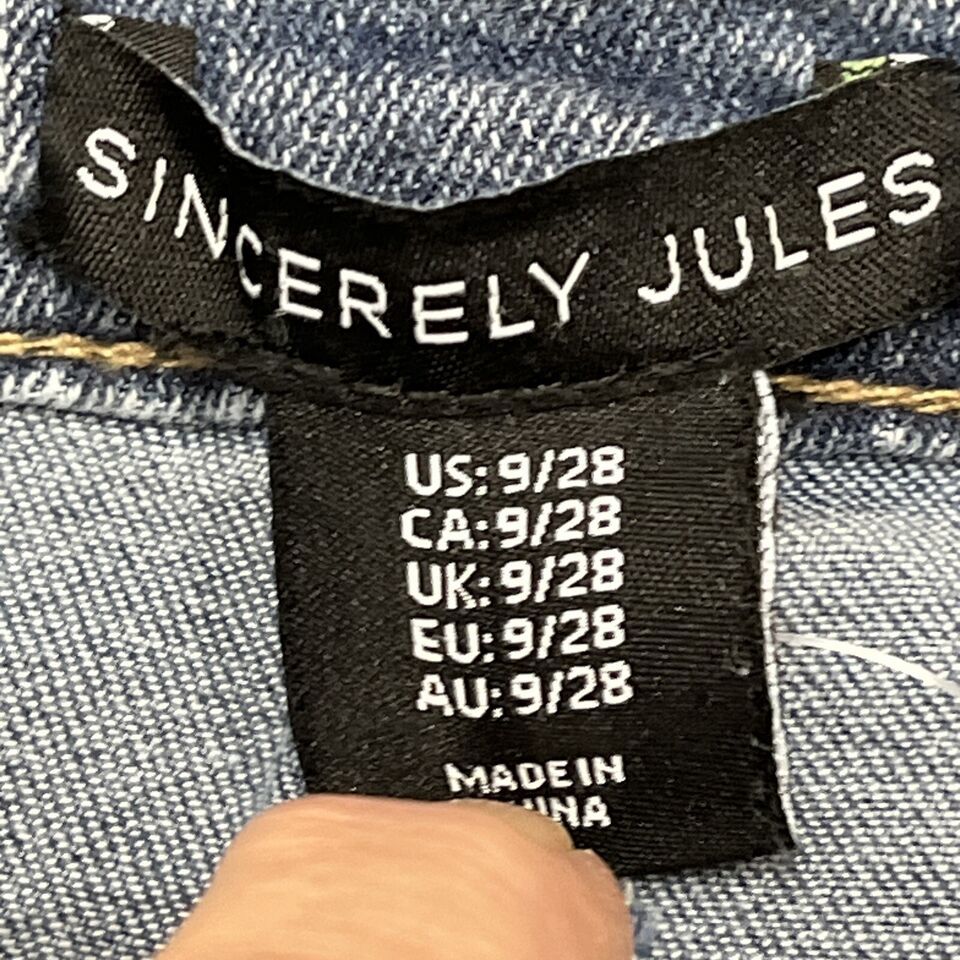 SINCERELY JULES
US: 9/28
CA: 9/28
UK: 9/28
EU: 9/28
AU: 9/28
MADE IN